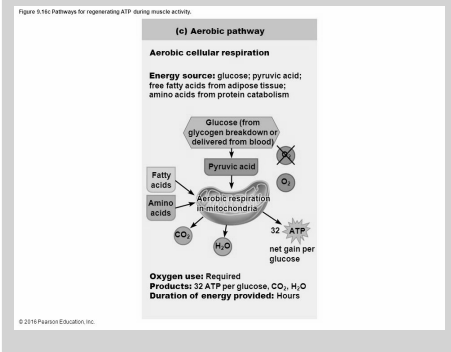 Figure 9.16c Pathways for regenerating ATP during muscle activity.
(c) Aerobic pathway
Aerobic cellular respiration
Energy source: glucose; pyruvic acid;
free fatty acids from adipose tissue;
amino acids from protein catabolism
Glucose (from
glycogen breakdown or
delivered from blood)
O2
Pyruvic acid
O2
Fatty
acids
Aerobic respiration
in mitochondria
Amino
acids
32 ATP
CO2
H2O
net gain per
glucose
Oxygen use: Required
Products: 32 ATP per glucose, CO2, H2O
Duration of energy provided: Hours
© 2016 Pearson Education, Inc.